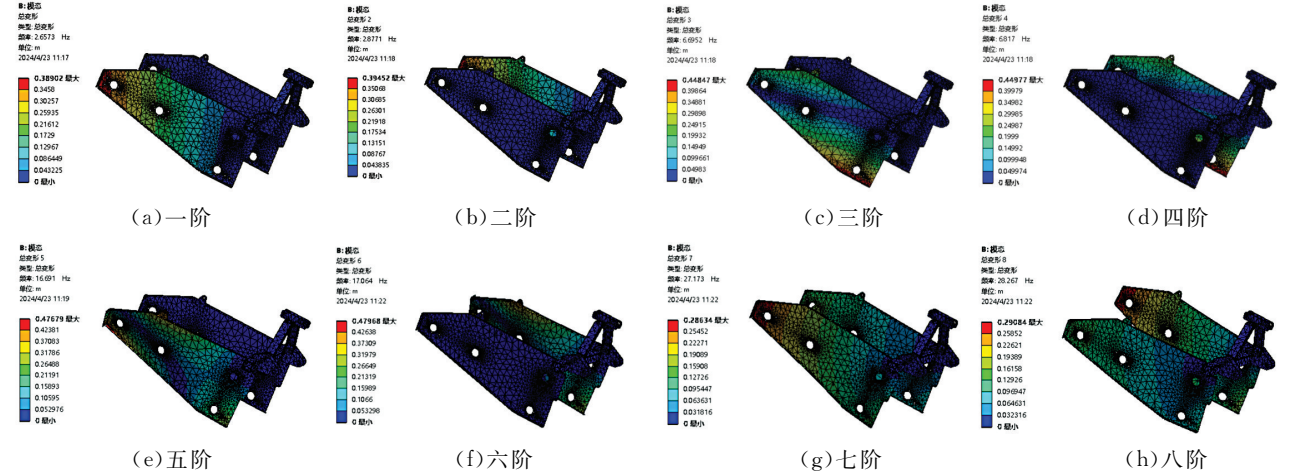 B: 模态
总变形
类型: 总变形
频率: 2.6573 Hz
单位: m
2024/4/23 11:17
0.38902 最大
0.3458
0.30257
0.25935
0.21612
0.1729
0.12967
0.086449
0.043225
0 最小
(a)一阶
B: 模态
总变形 2
类型: 总变形
频率: 2.8771 Hz
单位: m
2024/4/23 11:18
0.39452 最大
0.35068
0.30685
0.26301
0.21918
0.17534
0.13151
0.08767
0.043835
0 最小
(b)二阶
B: 模态
总变形 3
类型: 总变形
频率: 6.6952 Hz
单位: m
2024/4/23 11:18
0.44847 最大
0.39864
0.34881
0.29898
0.24915
0.19932
0.14949
0.099661
0.04983
0 最小
(c)三阶
B: 模态
总变形 4
类型: 总变形
频率: 6.817 Hz
单位: m
2024/4/23 11:18
0.44977 最大
0.39979
0.34982
0.29985
0.24987
0.1999
0.14992
0.099948
0.049974
0 最小
(d)四阶
B: 模态
总变形 5
类型: 总变形
频率: 16.691 Hz
单位: m
2024/4/23 11:19
0.47679 最大
0.42381
0.37083
0.31786
0.26488
0.21191
0.15893
0.10595
0.052976
0 最小
(e)五阶
B: 模态
总变形 6
类型: 总变形
频率: 17.064 Hz
单位: m
2024/4/23 11:22
0.47968 最大
0.42638
0.37309
0.31979
0.26649
0.21319
0.15989
0.1066
0.053298
0 最小
(f)六阶
B: 模态
总变形 7
类型: 总变形
频率: 27.173 Hz
单位: m
2024/4/23 11:22
0.28634 最大
0.25452
0.22271
0.19089
0.15908
0.12726
0.095447
0.063631
0.031816
0 最小
(g)七阶
B: 模态
总变形 8
类型: 总变形
频率: 28.267 Hz
单位: m
2024/4/23 11:22
0.29084 最大
0.25852
0.22621
0.19389
0.16158
0.12926
0.096947
0.064631
0.032316
0 最小
(h)八阶